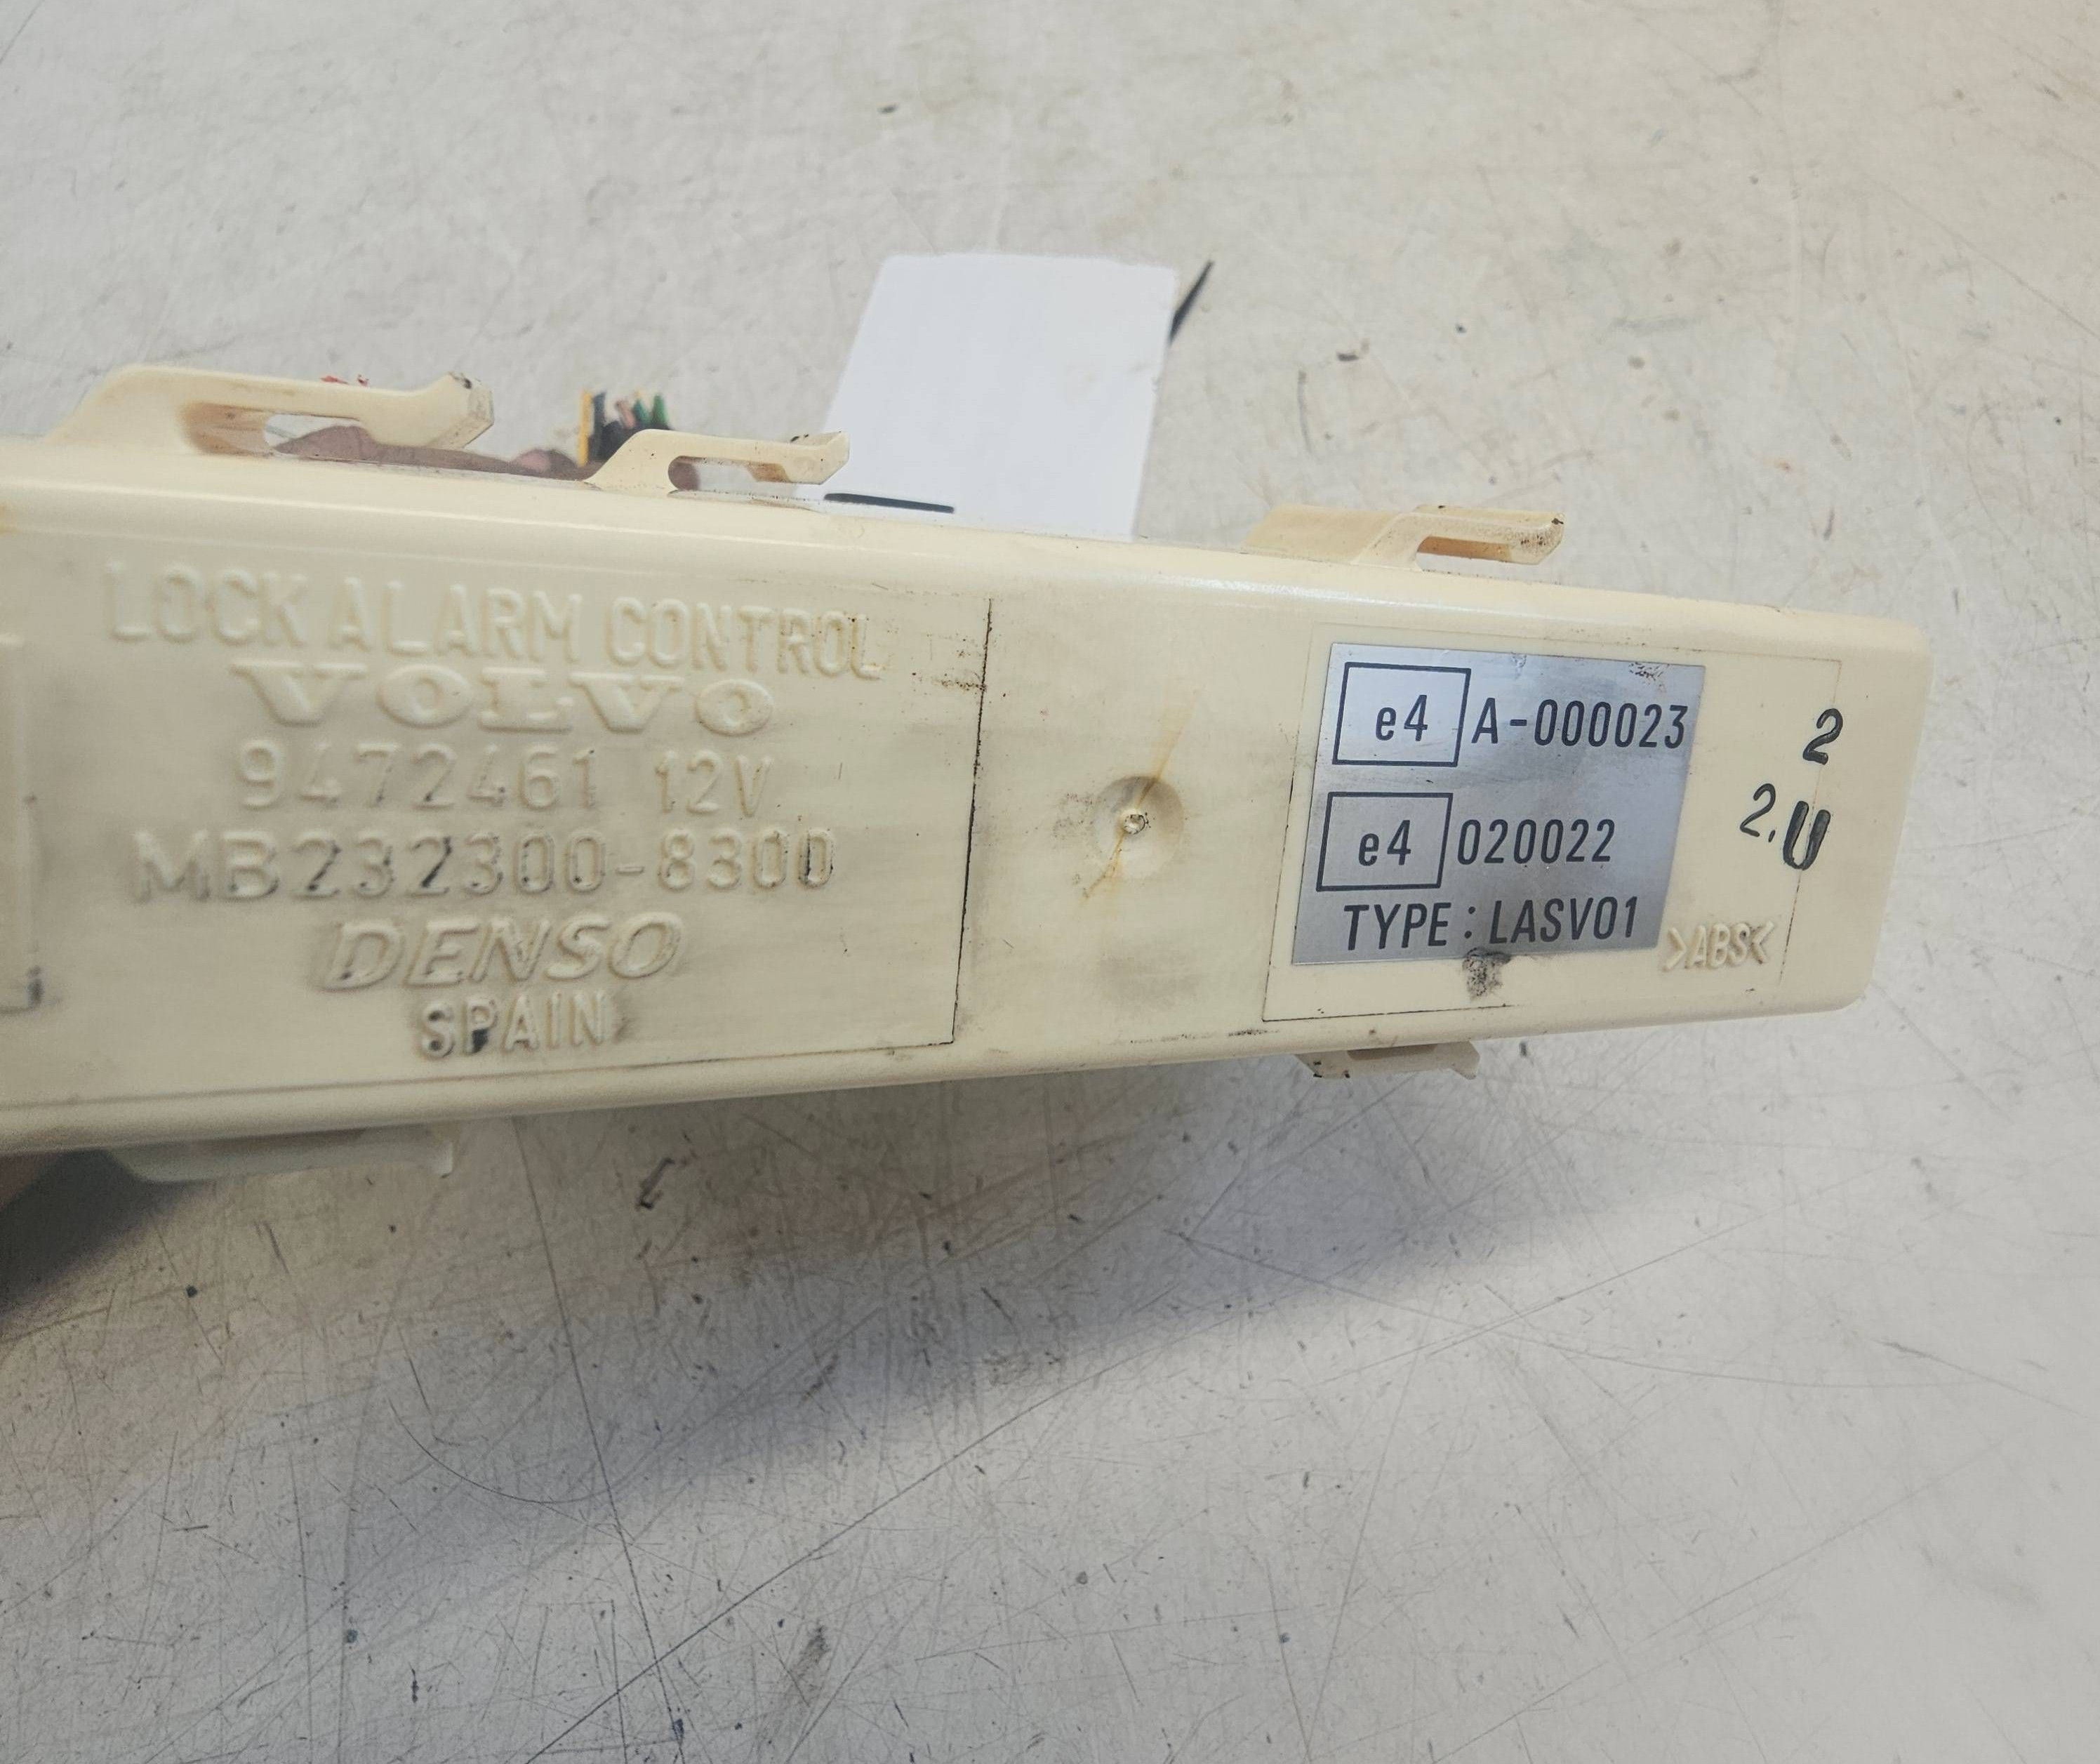 LOCK ALARM CONTROL
VOLVO
9472461 12V
MB232300-8300
DENSO
SPAIN
e4 A-000023
e4 020022
TYPE : LASV01
>ABS<
2
2.U